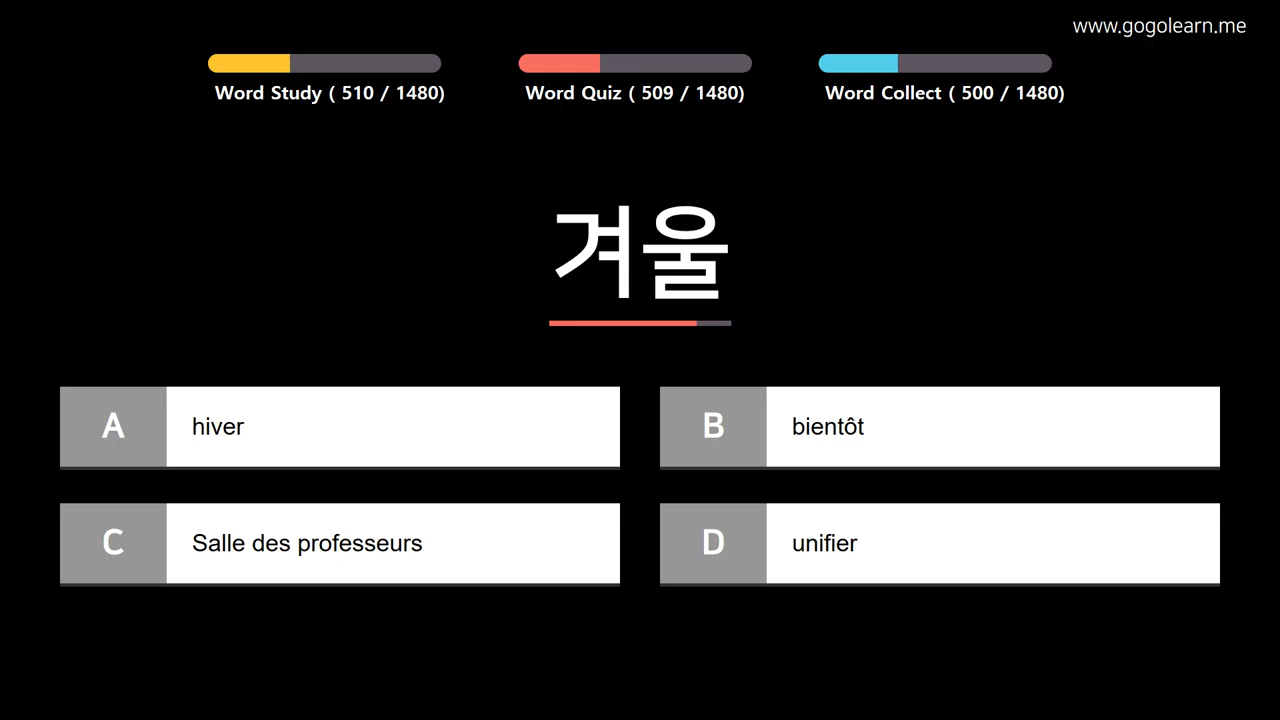 www.gogolearn.me
Word Study ( 510 / 1480)
Word Quiz ( 509 / 1480)
Word Collect ( 500 / 1480)
겨울
A hiver
B bientôt
C Salle des professeurs
D unifier